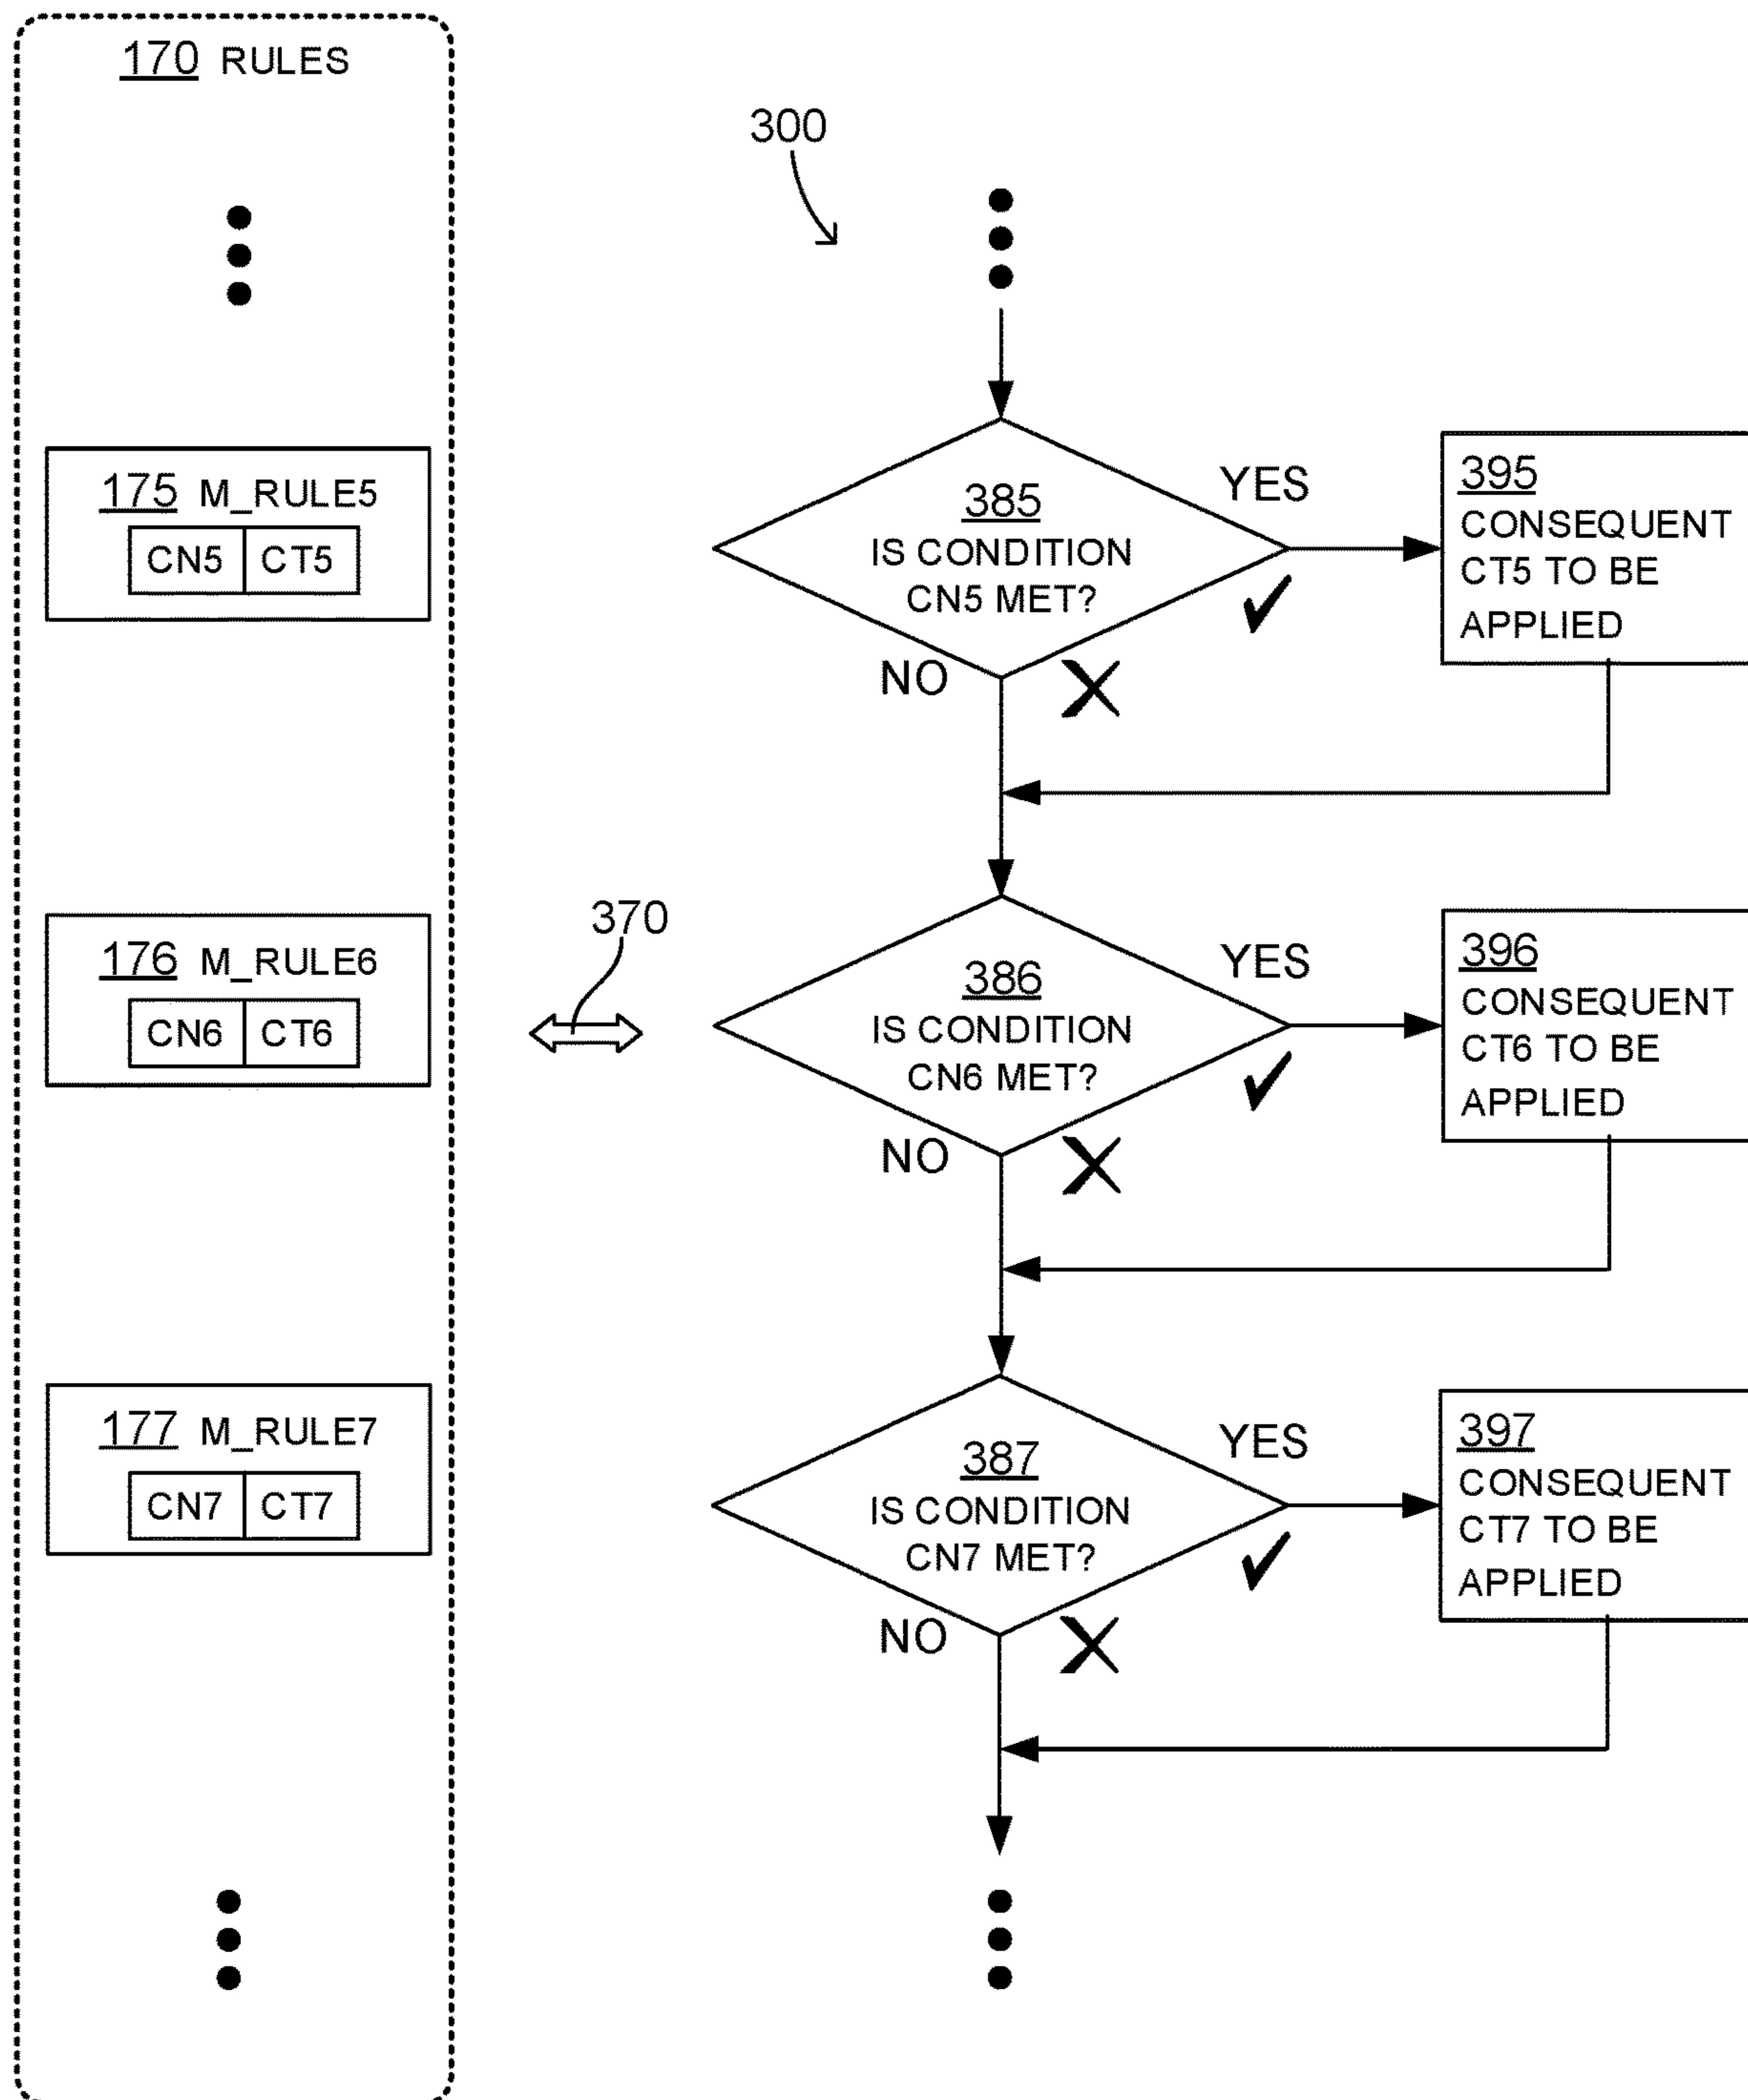 170 RULES
300
175 M_RULE5
CN5 CT5
385
IS CONDITION
CN5 MET?
YES
NO
395
CONSEQUENT
CT5 TO BE
APPLIED
176 M_RULE6
CN6 CT6
370
386
IS CONDITION
CN6 MET?
YES
NO
396
CONSEQUENT
CT6 TO BE
APPLIED
177 M_RULE7
CN7 CT7
387
IS CONDITION
CN7 MET?
YES
NO
397
CONSEQUENT
CT7 TO BE
APPLIED